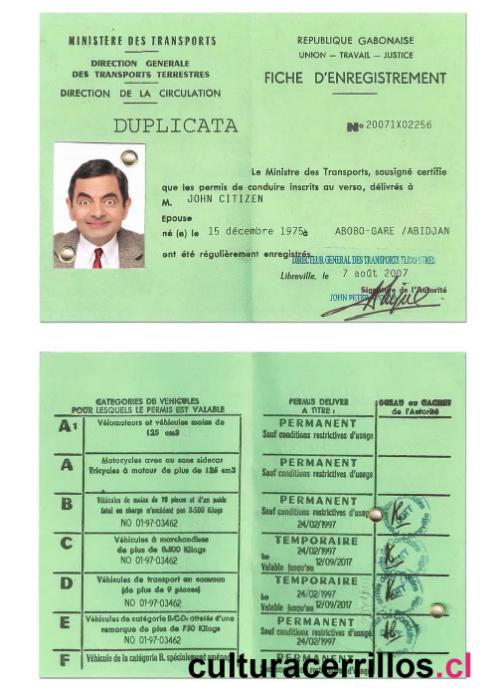 MINISTÈRE DES TRANSPORTS
DIRECTION GENERALE
DES TRANSPORTS TERRESTRES
DIRECTION DE LA CIRCULATION
REPUBLIQUE GABONAISE
UNION — TRAVAIL — JUSTICE
FICHE D'ENREGISTREMENT
DUPLICATA
No 20071X02256
Le Ministre des Transports, sousigné certifie
que les permis de conduire inscrits au verso, délivrés à
M. JOHN CITIZEN
Epouse
né (e) le 15 décembre 1975 à ABOBO-GARE /ABIDJAN
ont été régulièrement enregistrés.
DIRECTEUR GENERAL DES TRANSPORTS TERRESTRES
Libreville, le 7 août 2007
Signature de l'Autorité
JOHN PETER
CATEGORIES DE VEHICULES
POUR LESQUELS LE PERMIS EST VALABLE
PERMIS DELIVRE
A TITRE :
SCEAU ou CACHET
de l'Autorité
A1 Vélomoteurs et véhicules moins de
125 cm3
PERMANENT
Sauf conditions restrictives d'usage
A Motocycles avec ou sans sidecar
Tricycles à moteur de plus de 125 cm3
PERMANENT
Sauf conditions restrictives d'usage
B Véhicules de moins de 10 places et d'un poids
total en charge n'excédant pas 3.500 Kilogs
NO 01-97-03462
PERMANENT
Sauf conditions restrictives d'usage
24/02/1997
C Véhicules à marchandises
de plus de Kilogs
NO 01-97-03462
TEMPORAIRE
Le 24/02/1997
Valable jusqu'au 12/09/2017
D Véhicules de transport en commun
(de plus de 9 places)
NO 01-97-03462
TEMPORAIRE
Le 24/02/1997
Valable jusqu'au 12/09/2017
E Véhicules de catégorie B.C.D. attelés d'une
remorque de plus de 750 Kilogs
NO 01-97-03462
PERMANENT
Sauf conditions restrictives d'usage
24/02/1997
F Véhicule de la catégorie B. spécialement
PERMANENT
culturacerrillos.cl